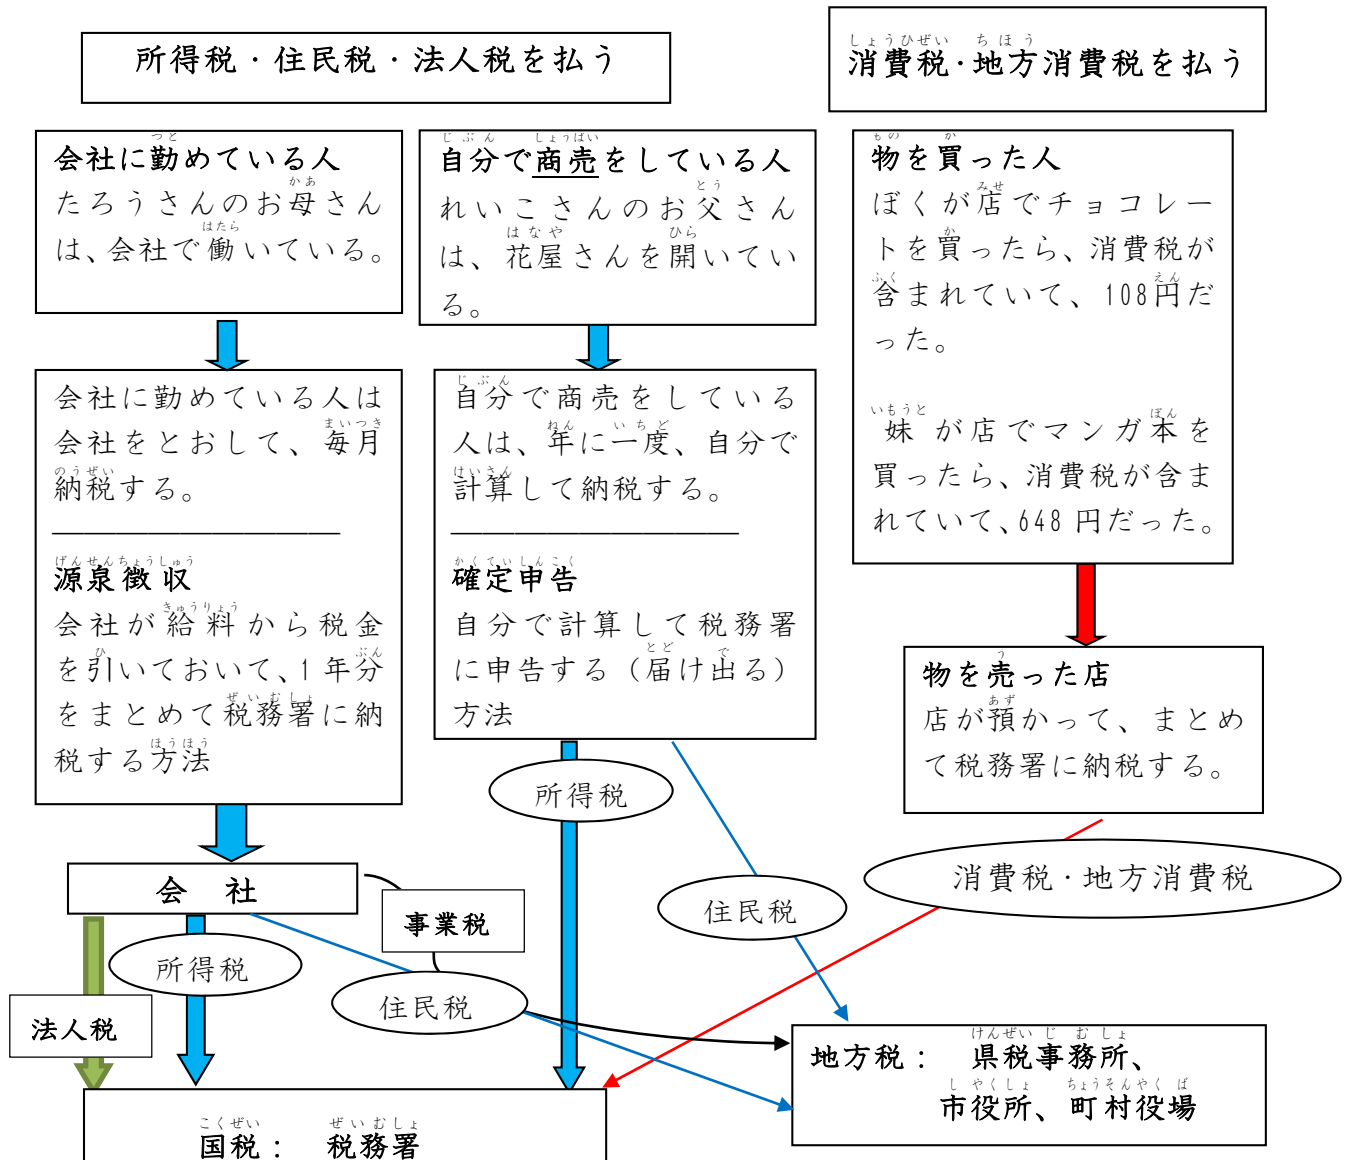 所得税・住民税・法人税を払う
しょうひぜい ちほう
消費税・地方消費税を払う
つと
会社に勤めている人
かあ
たろうさんのお母さん
はたら
は、会社で働いている。
じぶん しょうばい
自分で商売をしている人
とう
れいこさんのお父さん
はなや ひら
は、花屋さんを開いてい
る。
もの か
物を買った人
みせ
ぼくが店でチョコレー
か
トを買ったら、消費税が
ふく えん
含まれていて、108円だ
った。
いもうと ぼん
妹が店でマンガ本を
買ったら、消費税が含ま
れていて、648円だった。
会社に勤めている人は
まいつき
会社をとおして、毎月
のうぜい
納税する。
げんせんちょうしゅう
源泉徴収
きゅうりょう
会社が給料から税金
ひ ぶん
を引いておいて、1年分
ぜいむしょ
をまとめて税務署に納
ほうほう
税する方法
じぶん
自分で商売をしている
ねん いちど
人は、年に一度、自分で
けいさん
計算して納税する。
かくていしんこく
確定申告
自分で計算して税務署
とど で
に申告する（届け出る）
方法
う
物を売った店
あず
店が預かって、まとめ
て税務署に納税する。
所得税
消費税・地方消費税
会 社
事業税
住民税
所得税
住民税
法人税
けんぜいじむしょ
地方税： 県税事務所、
しやくしょ ちょうそんやくば
市役所、町村役場
こくぜい ぜいむしょ
国税： 税務署